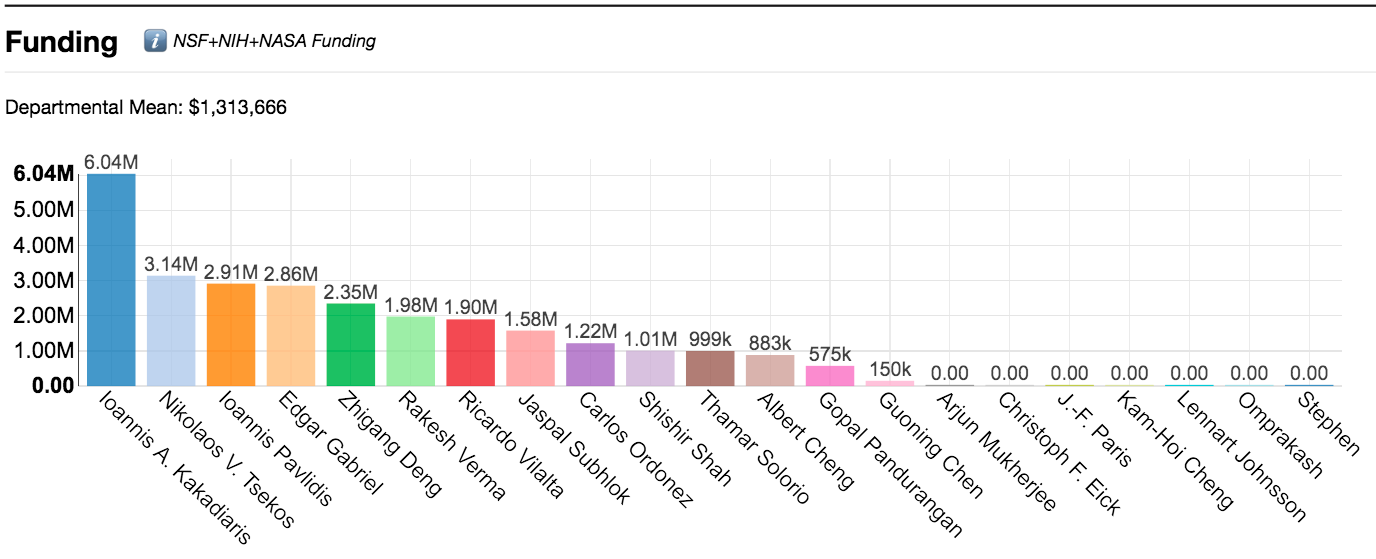 Funding i NSF+NIH+NASA Funding
Departmental Mean: $1,313,666
6.04M
6.04M
5.00M
4.00M
3.00M
2.00M
1.00M
0.00
3.14M
2.91M
2.86M
2.35M
1.98M
1.90M
1.58M
1.22M
1.01M
999k
883k
575k
150k
0.00
0.00
0.00
0.00
0.00
0.00
0.00
Ioannis A. Kakadiaris
Nikolaos V. Tsekos
Ioannis Pavlidis
Edgar Gabriel
Zhigang Deng
Rakesh Verma
Ricardo Vilalta
Jaspal Subhlok
Carlos Ordonez
Shishir Shah
Thamar Solorio
Albert Cheng
Gopal Pandurangan
Guoning Chen
Arjun Mukherjee
Christoph F. Eick
J.-F. Paris
Kam-Hoi Cheng
Lennart Johnsson
Omprakash
Stephen